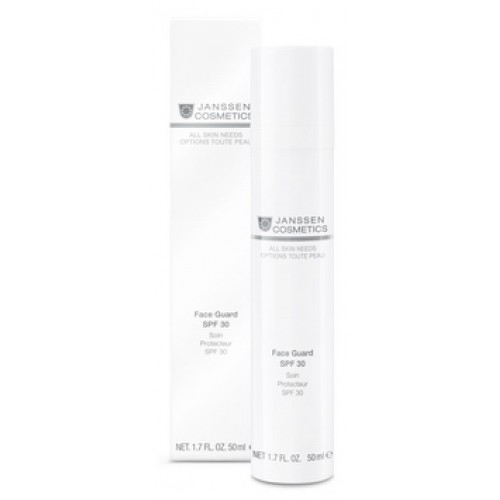 JANSSEN
COSMETICS
ALL SKIN NEEDS
OPTIONS TOUTE PEAU
Face Guard
SPF 30
Soin
Protecteur
SPF 30
NET. 1.7 FL. OZ. 50ml e
JANSSEN
COSMETICS
ALL SKIN NEEDS
OPTIONS TOUTE PEAU
Face Guard
SPF 30
Soin
Protecteur
SPF 30
NET 1.7 FL. OZ. 50 ml e